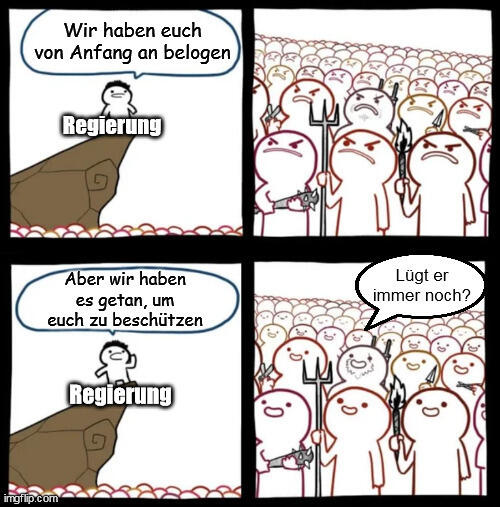 Wir haben euch
von Anfang an belogen
Regierung
Aber wir haben
es getan, um
euch zu beschützen
Regierung
Lügt er
immer noch?
imgflip.com